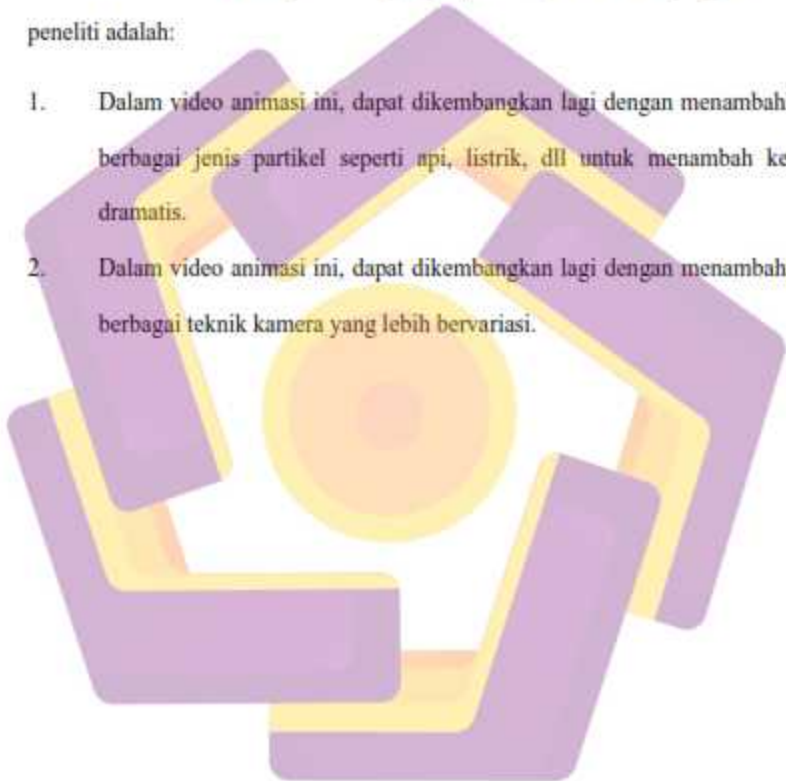 peneliti adalah:
1. Dalam video animasi ini, dapat dikembangkan lagi dengan menambah
berbagai jenis partikel seperti api, listrik, dll untuk menambah ke
dramatis.
2. Dalam video animasi ini, dapat dikembangkan lagi dengan menambah
berbagai teknik kamera yang lebih bervariasi.